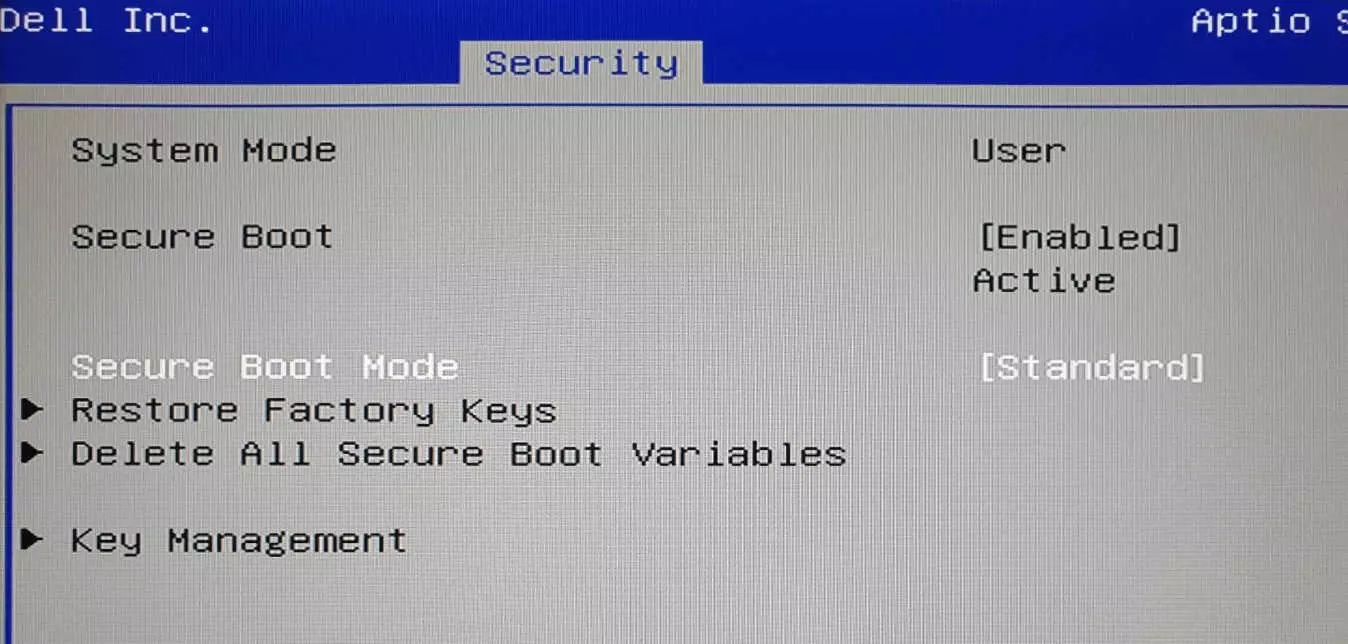 Dell Inc.
Aptio S
Security
System Mode User
Secure Boot [Enabled]
Active
Secure Boot Mode [Standard]
▶ Restore Factory Keys
▶ Delete All Secure Boot Variables
▶ Key Management